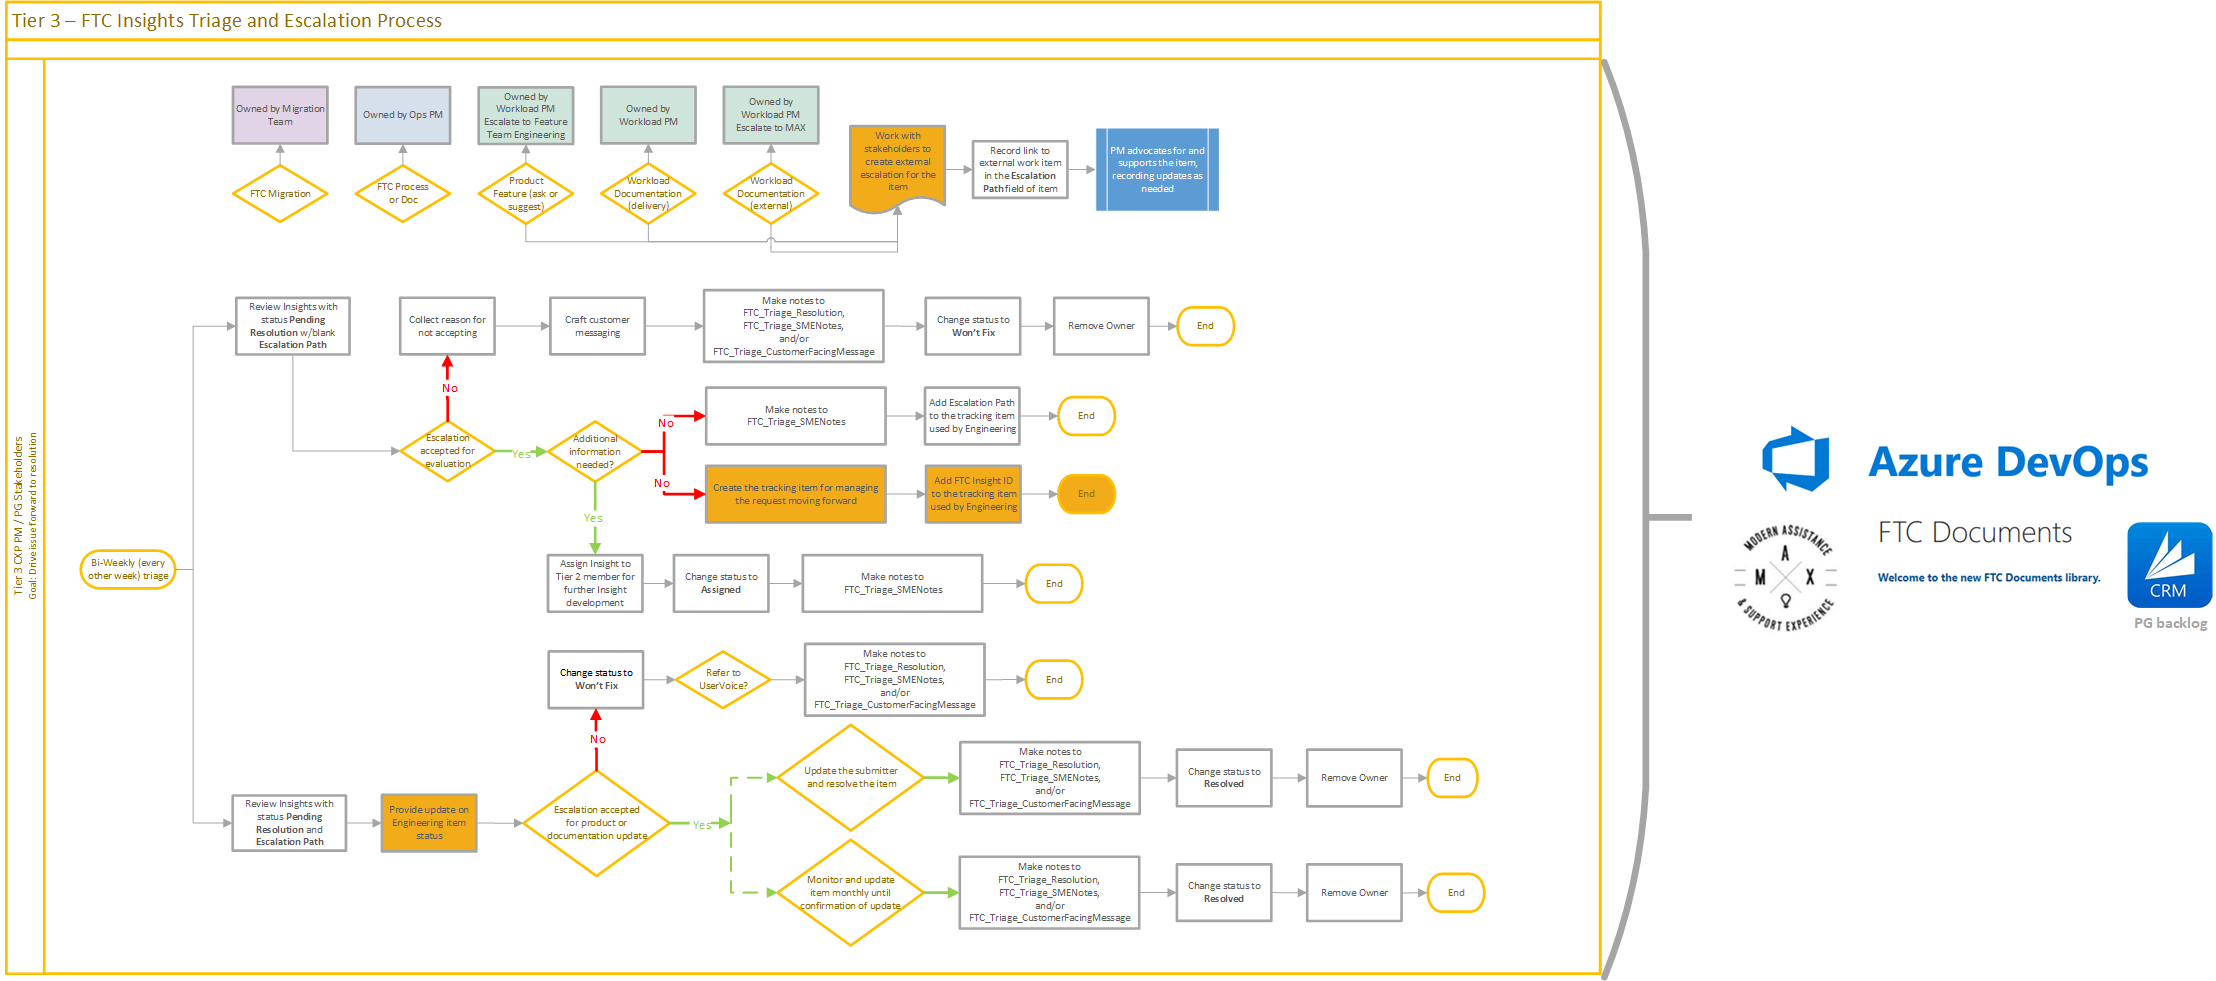 Tier 3 – FTC Insights Triage and Escalation Process
Tier 3 CXP PM / PG Stakeholders
Goal: Drive issue forward to resolution
Owned by Migration
Team
Owned by Ops PM
Owned by
Workload PM
Escalate to Feature
Team Engineering
Owned by
Workload PM
Owned by
Workload PM
Escalate to MAX
FTC Migration
FTC Process
or Doc
Product
Feature (ask or
suggest)
Workload
Documentation
(delivery)
Workload
Documentation
(external)
Work with
stakeholders to
create external
escalation for the
item
Record link to
external work item
in the Escalation
Path field of item
PM advocates for and
supports the item,
recording updates as
needed
Bi-Weekly (every
other week) triage
Review Insights with
status Pending
Resolution w/blank
Escalation Path
Collect reason for
not accepting
Craft customer
messaging
Make notes to
FTC_Triage_Resolution,
FTC_Triage_SMENotes,
and/or
FTC_Triage_CustomerFacingMessage
Change status to
Won't Fix
Remove Owner
End
No
Escalation
accepted for
evaluation
Yes
Additional
information
needed?
No
Make notes to
FTC_Triage_SMENotes
Add Escalation Path
to the tracking item
used by Engineering
End
No
Create the tracking item for managing
the request moving forward
Add FTC Insight ID
to the tracking item
used by Engineering
End
Yes
Assign Insight to
Tier 2 member for
further Insight
development
Change status to
Assigned
Make notes to
FTC_Triage_SMENotes
End
Change status to
Won't Fix
Refer to
UserVoice?
Make notes to
FTC_Triage_Resolution,
FTC_Triage_SMENotes,
and/or
FTC_Triage_CustomerFacingMessage
End
No
Review Insights with
status Pending
Resolution and
Escalation Path
Provide update on
Engineering item
status
Escalation accepted
for product or
documentation update
Yes
Update the submitter
and resolve the item
Make notes to
FTC_Triage_Resolution,
FTC_Triage_SMENotes,
and/or
FTC_Triage_CustomerFacingMessage
Change status to
Resolved
Remove Owner
End
Monitor and update
item monthly until
confirmation of update
Make notes to
FTC_Triage_Resolution,
FTC_Triage_SMENotes,
and/or
FTC_Triage_CustomerFacingMessage
Change status to
Resolved
Remove Owner
End
Azure DevOps
MODERN ASSISTANCE
A
M X
& SUPPORT EXPERIENCE
FTC Documents
Welcome to the new FTC Documents library.
CRM
PG backlog